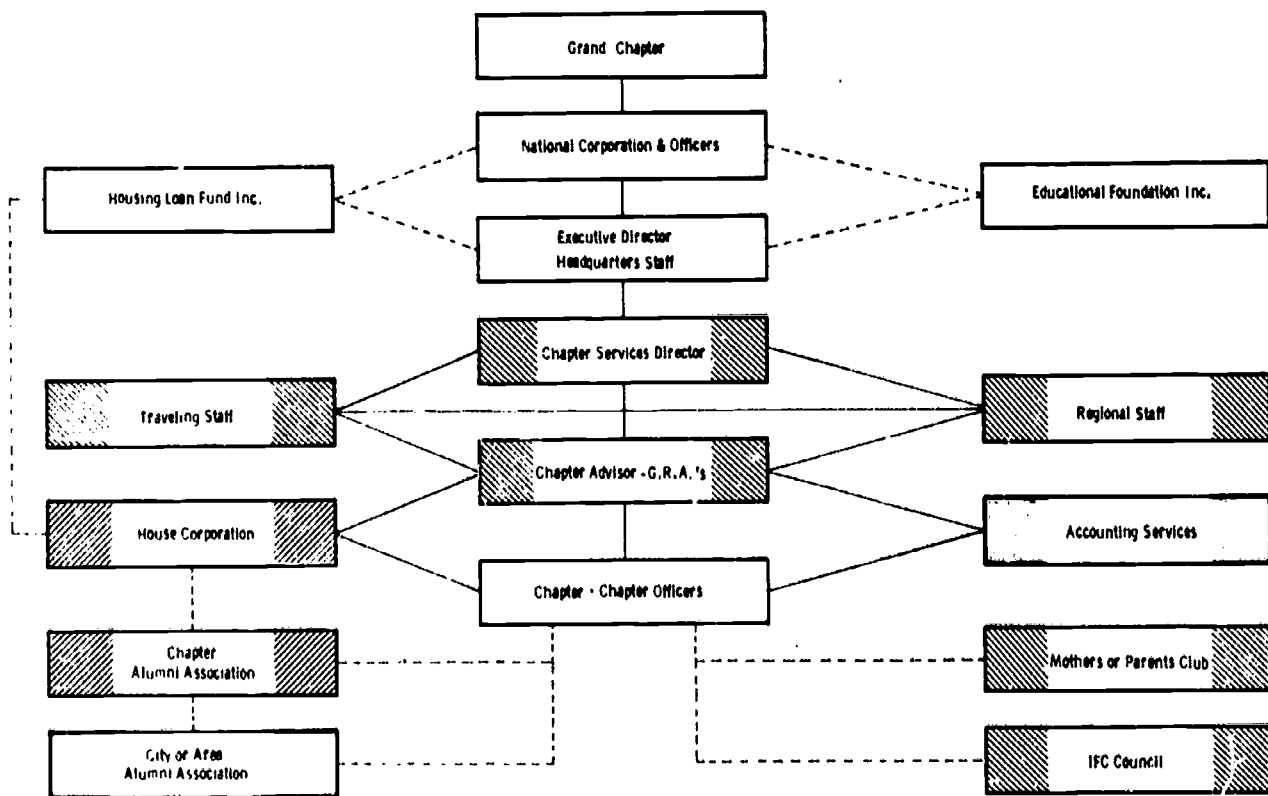 Grand Chapter
National Corporation & Officers
Housing Loan Fund Inc.
Educational Foundation Inc.
Executive Director
Headquarters Staff
Chapter Services Director
Traveling Staff
Regional Staff
Chapter Advisor - G.R.A.'s
House Corporation
Accounting Services
Chapter - Chapter Officers
Chapter
Alumni Association
Mothers or Parents Club
City or Area
Alumni Association
IFC Council